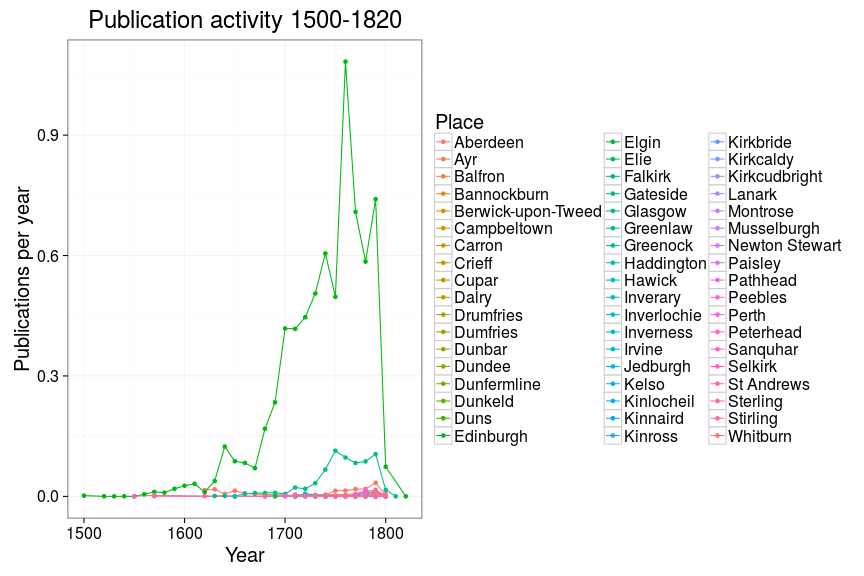 Publication activity 1500-1820
Publications per year
0.9
0.6
0.3
0.0
1500 1600 1700 1800
Year
Place
Aberdeen
Ayr
Balfron
Bannockburn
Berwick-upon-Tweed
Campbeltown
Carron
Crieff
Cupar
Dalry
Drumfries
Dumfries
Dunbar
Dundee
Dunfermline
Dunkeld
Duns
Edinburgh
Elgin
Elie
Falkirk
Gateside
Glasgow
Greenlaw
Greenock
Haddington
Hawick
Inverary
Inverlochie
Inverness
Irvine
Jedburgh
Kelso
Kinlocheil
Kinnaird
Kinross
Kirkbride
Kirkcaldy
Kirkcudbright
Lanark
Montrose
Musselburgh
Newton Stewart
Paisley
Pathhead
Peebles
Perth
Peterhead
Sanquhar
Selkirk
St Andrews
Sterling
Stirling
Whitburn